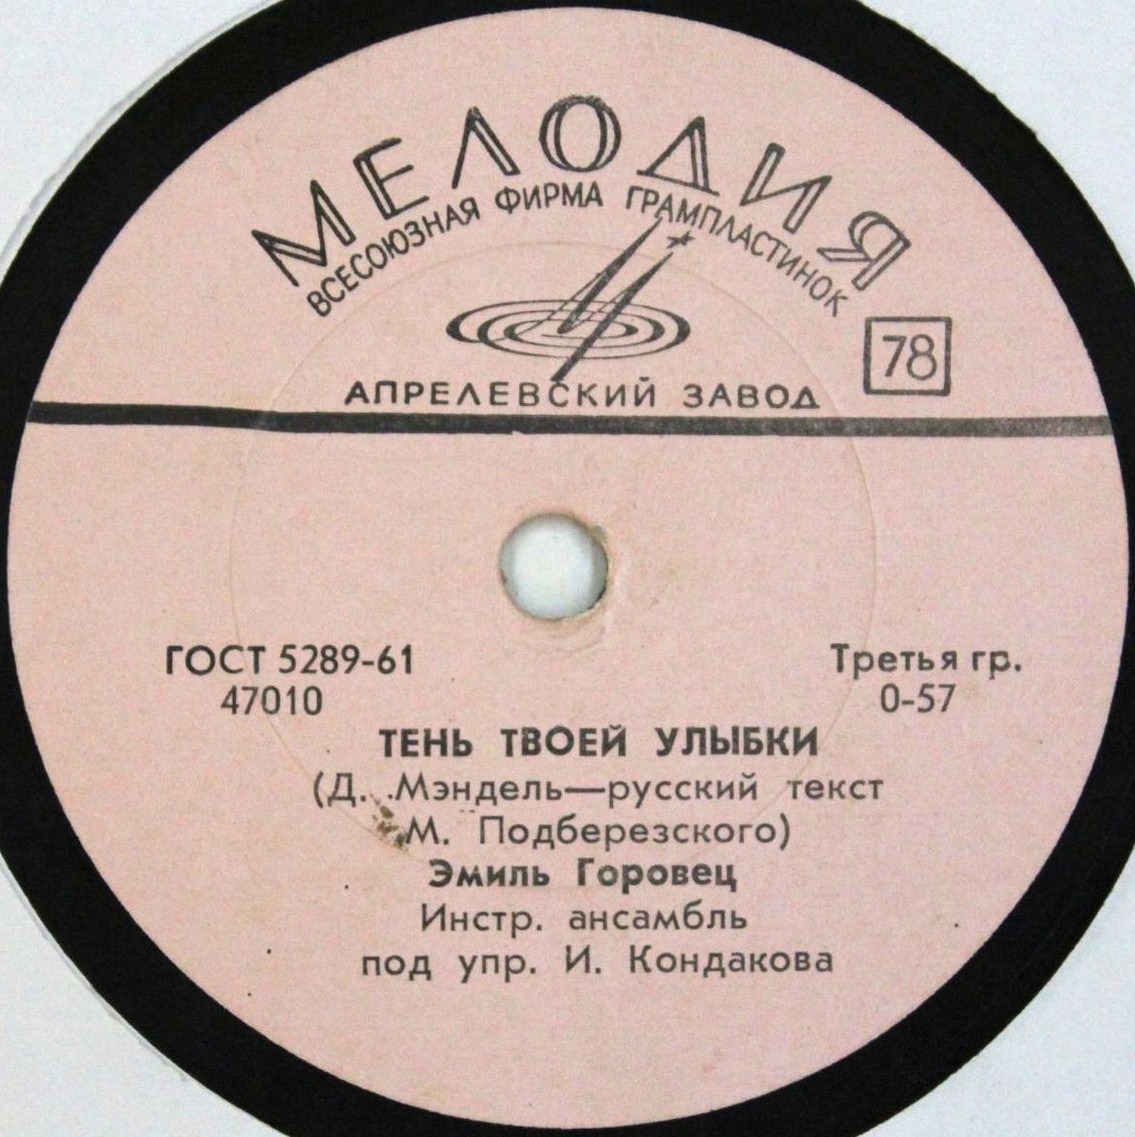 МЕЛОДИЯ
ВСЕСОЮЗНАЯ ФИРМА ГРАМПЛАСТИНОК
78
АПРЕЛЕВСКИЙ ЗАВОД
ГОСТ 5289-61
47010
Третья гр.
0-57
ТЕНЬ ТВОЕЙ УЛЫБКИ
(Д. Мэндель—русский текст
М. Подберезского)
Эмиль Горовец
Инстр. ансамбль
под упр. И. Кондакова